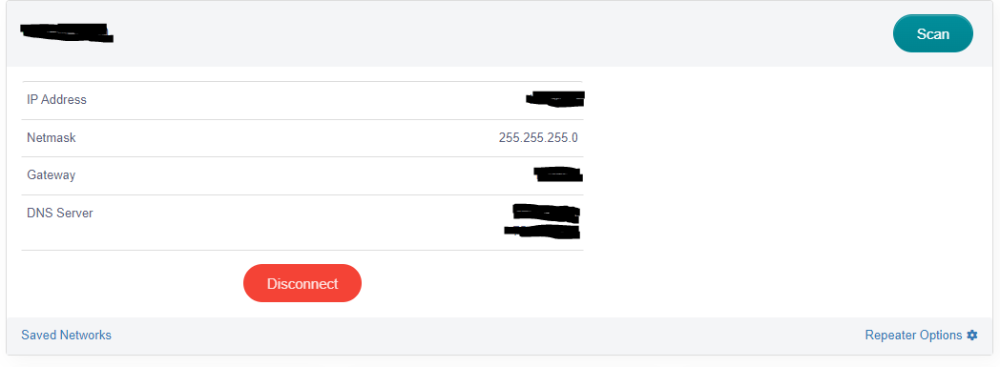 Scan
IP Address
Netmask 255.255.255.0
Gateway
DNS Server
Disconnect
Saved Networks Repeater Options